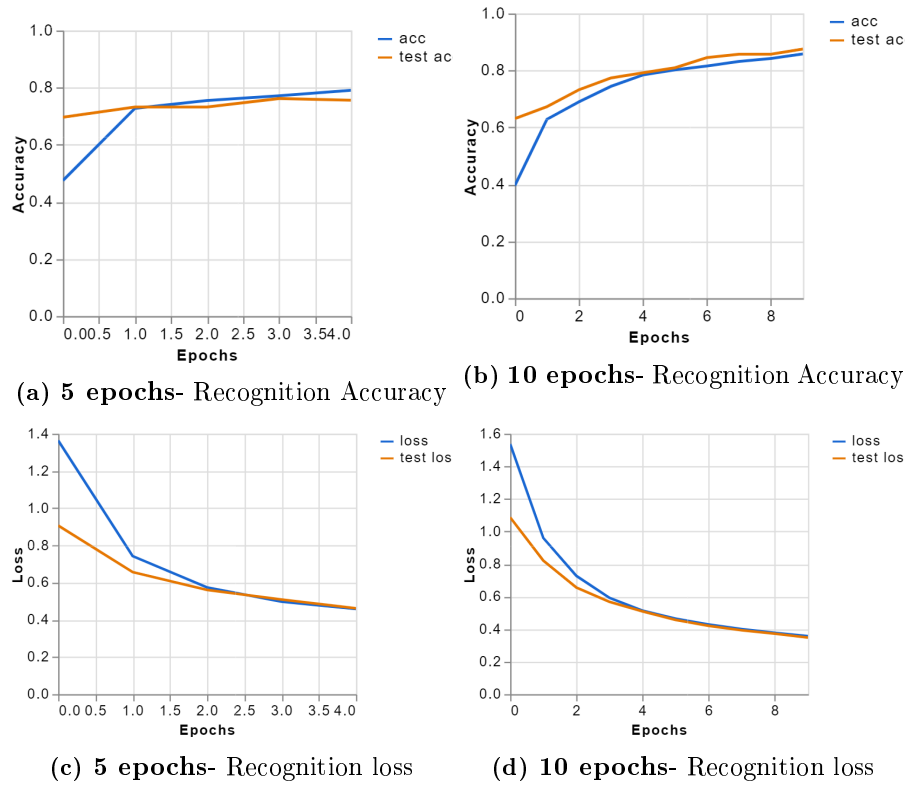 1.0
0.8
0.6
0.4
0.2
0.0
Accuracy
0.0 0.5 1.0 1.5 2.0 2.5 3.0 3.5 4.0
Epochs
acc
test ac
(a) 5 epochs- Recognition Accuracy
1.0
0.8
0.6
0.4
0.2
0.0
Accuracy
0 2 4 6 8
Epochs
acc
test ac
(b) 10 epochs- Recognition Accuracy
1.4
1.2
1.0
0.8
0.6
0.4
0.2
0.0
Loss
0.0 0.5 1.0 1.5 2.0 2.5 3.0 3.5 4.0
Epochs
loss
test los
(c) 5 epochs- Recognition loss
1.6
1.4
1.2
1.0
0.8
0.6
0.4
0.2
0.0
Loss
0 2 4 6 8
Epochs
loss
test los
(d) 10 epochs- Recognition loss